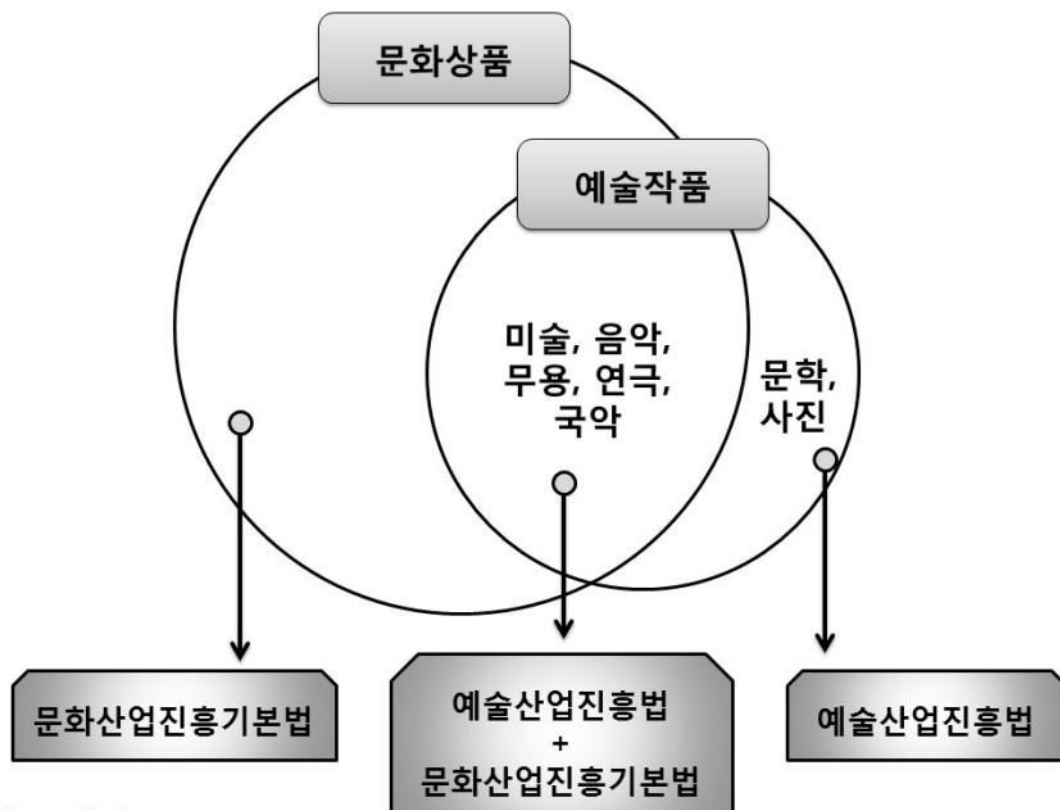 문화상품
예술작품
미술, 음악,
무용, 연극,
국악
문학,
사진
문화산업진흥기본법
예술산업진흥법
+
문화산업진흥기본법
예술산업진흥법